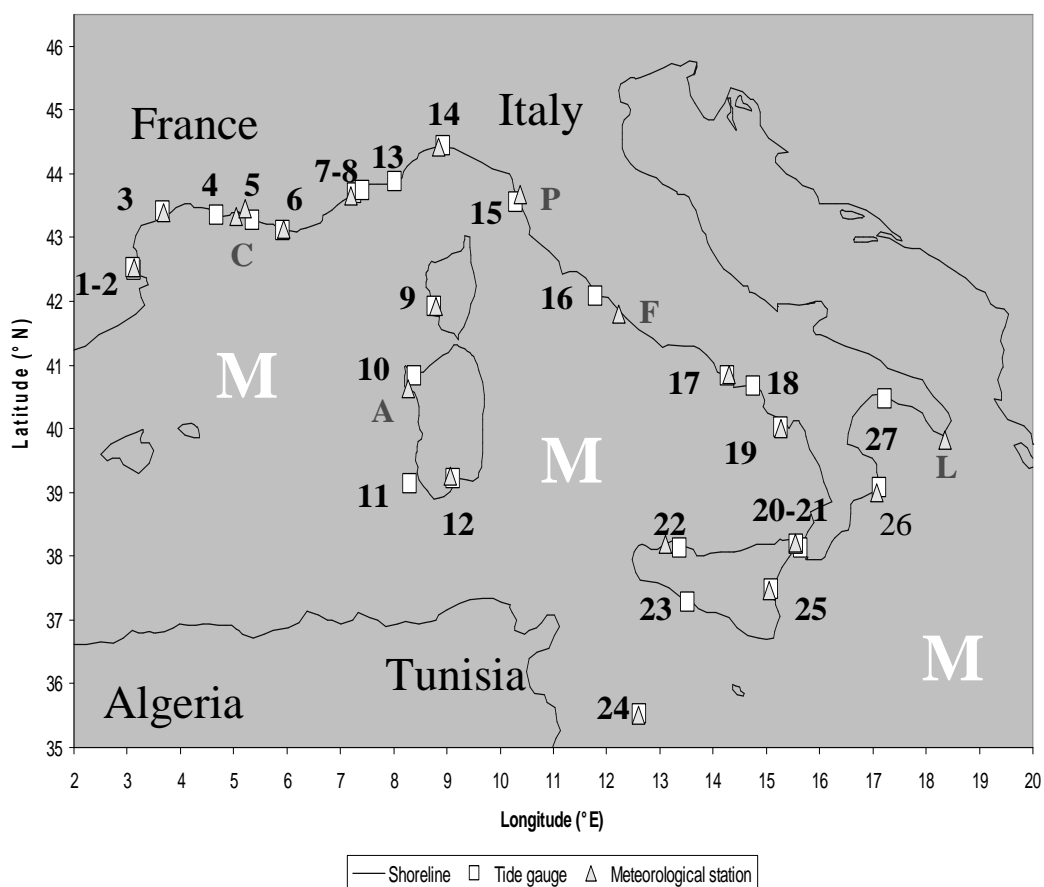 46
45
44
43
42
41
40
39
38
37
36
35
Latitude (° N)
France
Italy
14
13
7-8
3
4
5
6
C
P
15
1-2
9
16
F
M
10
A
17
18
M
19
27
L
11
12
20-21
26
22
23
25
M
Tunisia
Algeria
24
2 3 4 5 6 7 8 9 10 11 12 13 14 15 16 17 18 19 20
Longitude (° E)
Shoreline Tide gauge Meteorological station